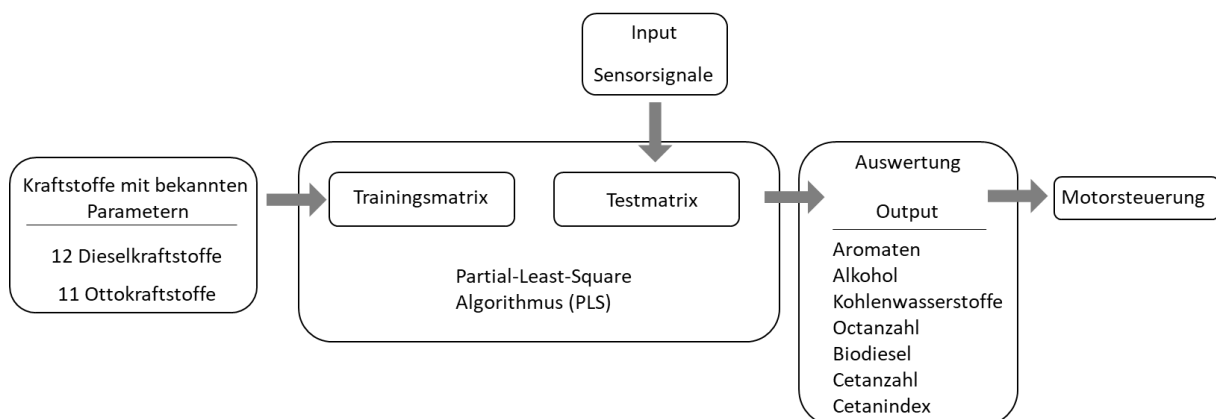 Input
Sensorsignale
Kraftstoffe mit bekannten
Parametern
12 Dieselkraftstoffe
11 Ottokraftstoffe
Trainingsmatrix
Testmatrix
Partial-Least-Square
Algorithmus (PLS)
Auswertung
Output
Aromaten
Alkohol
Kohlenwasserstoffe
Octanzahl
Biodiesel
Cetanzahl
Cetanindex
Motorsteuerung